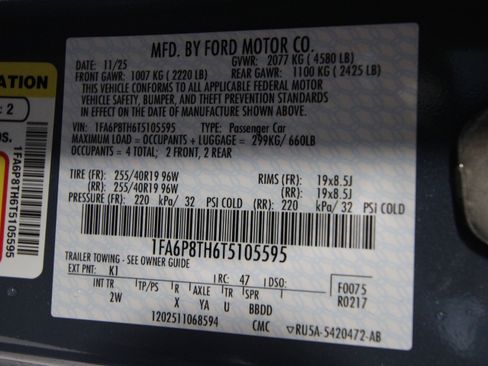 MFD. BY FORD MOTOR CO.
DATE: 11/25 GVWR: 2077 KG ( 4580 LB)
FRONT GAWR: 1007 KG ( 2220 LB) REAR GAWR: 1100 KG ( 2425 LB)
THIS VEHICLE CONFORMS TO ALL APPLICABLE FEDERAL MOTOR
VEHICLE SAFETY, BUMPER, AND THEFT PREVENTION STANDARDS
IN EFFECT ON THE DATE OF MANUFACTURE SHOWN ABOVE.
VIN: 1FA6P8TH6T5105595 TYPE: Passenger Car
MAXIMUM LOAD = OCCUPANTS + LUGGAGE = 299KG/ 660LB
OCCUPANTS = 4 TOTAL; 2 FRONT, 2 REAR
TIRE (FR): 255/40R19 96W RIMS (FR): 19x8.5J
(RR): 255/40R19 96W (RR): 19x8.5J
PRESSURE (FR): 220 kPa/ 32 PSI COLD (RR): 220 kPa/ 32 PSI COLD
1FA6P8TH6T5105595
TRAILER TOWING - SEE OWNER GUIDE
EXT PNT: K1 RC: 47 DSO: F0075
INT TR TP/PS R AXLE TR SPR R0217
2W X YA U BBDD
1202511068594 CMC RU5A-5420472-AB
: 2
1FA6P8TH6T5105595